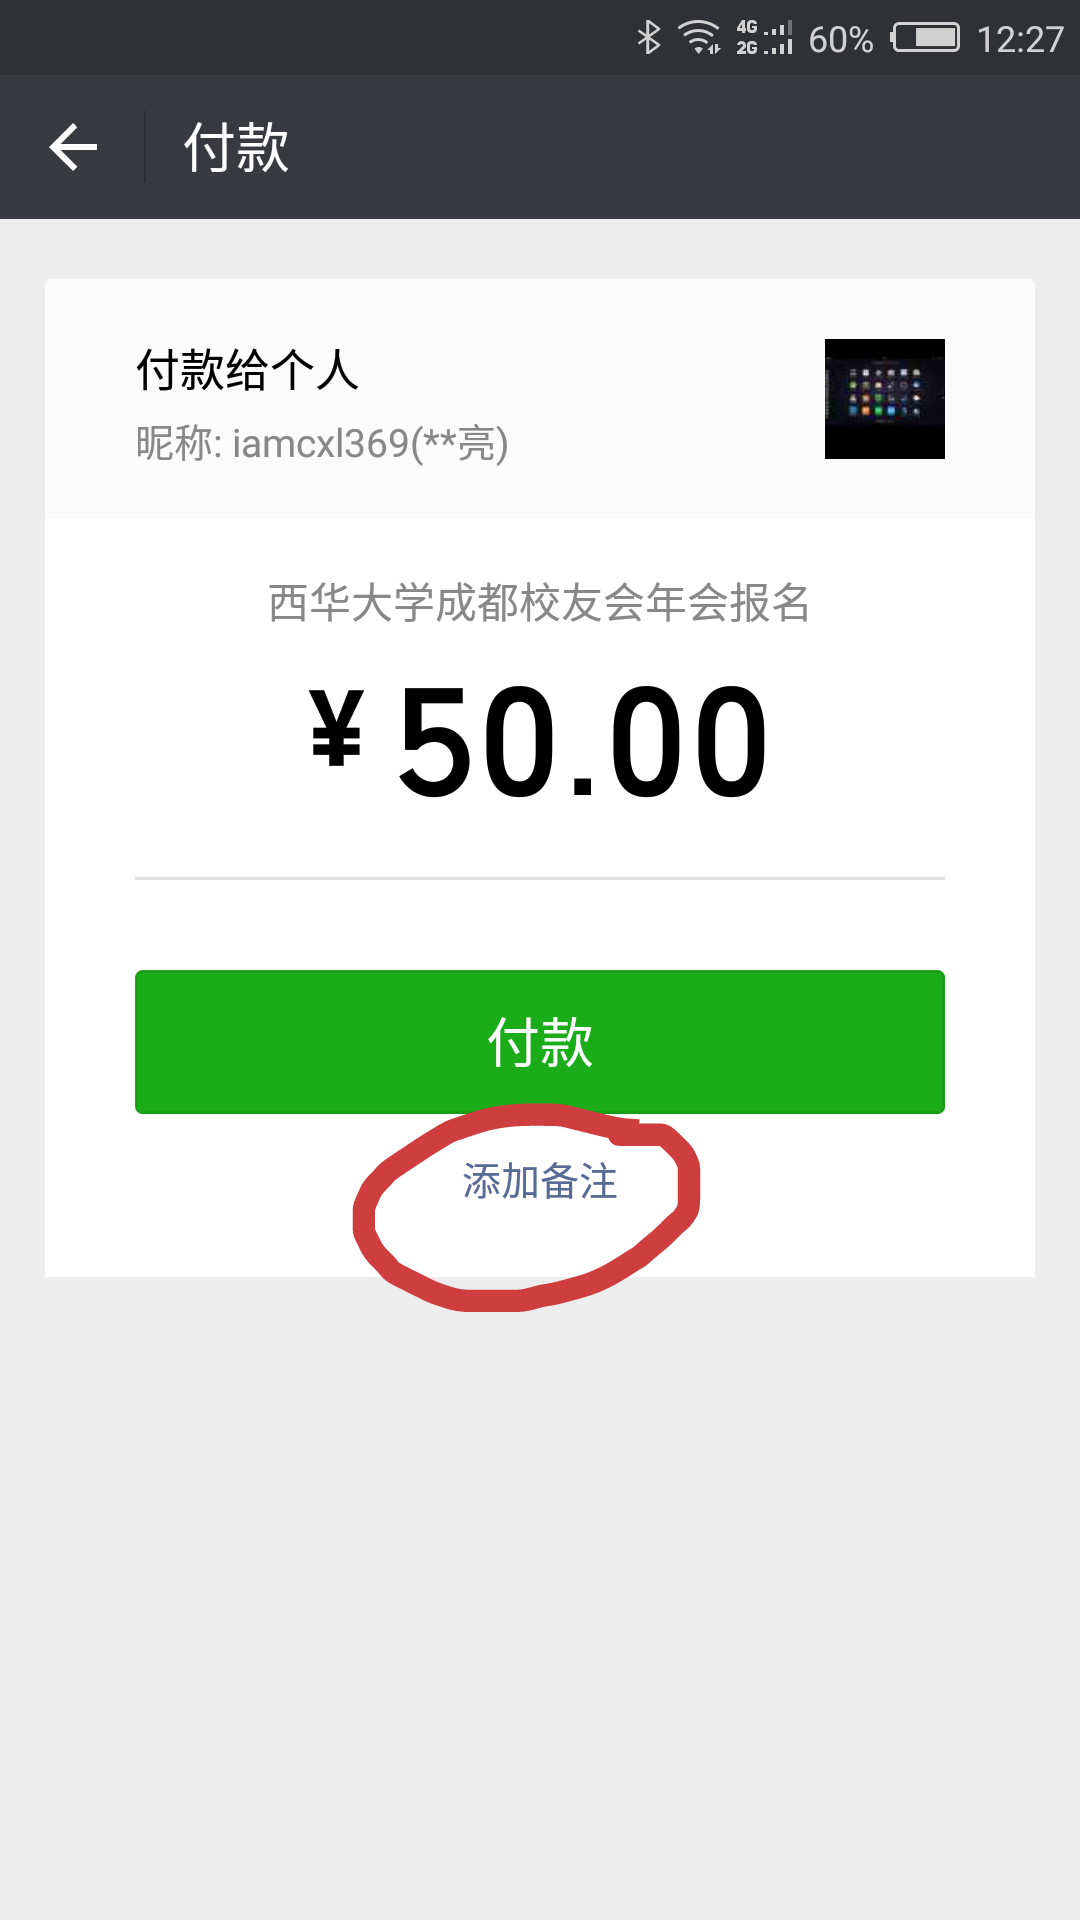 4G
2G
60%
12:27
付款
付款给个人
昵称: iamcxl369(**亮)
西华大学成都校友会年会报名
¥50.00
付款
添加备注